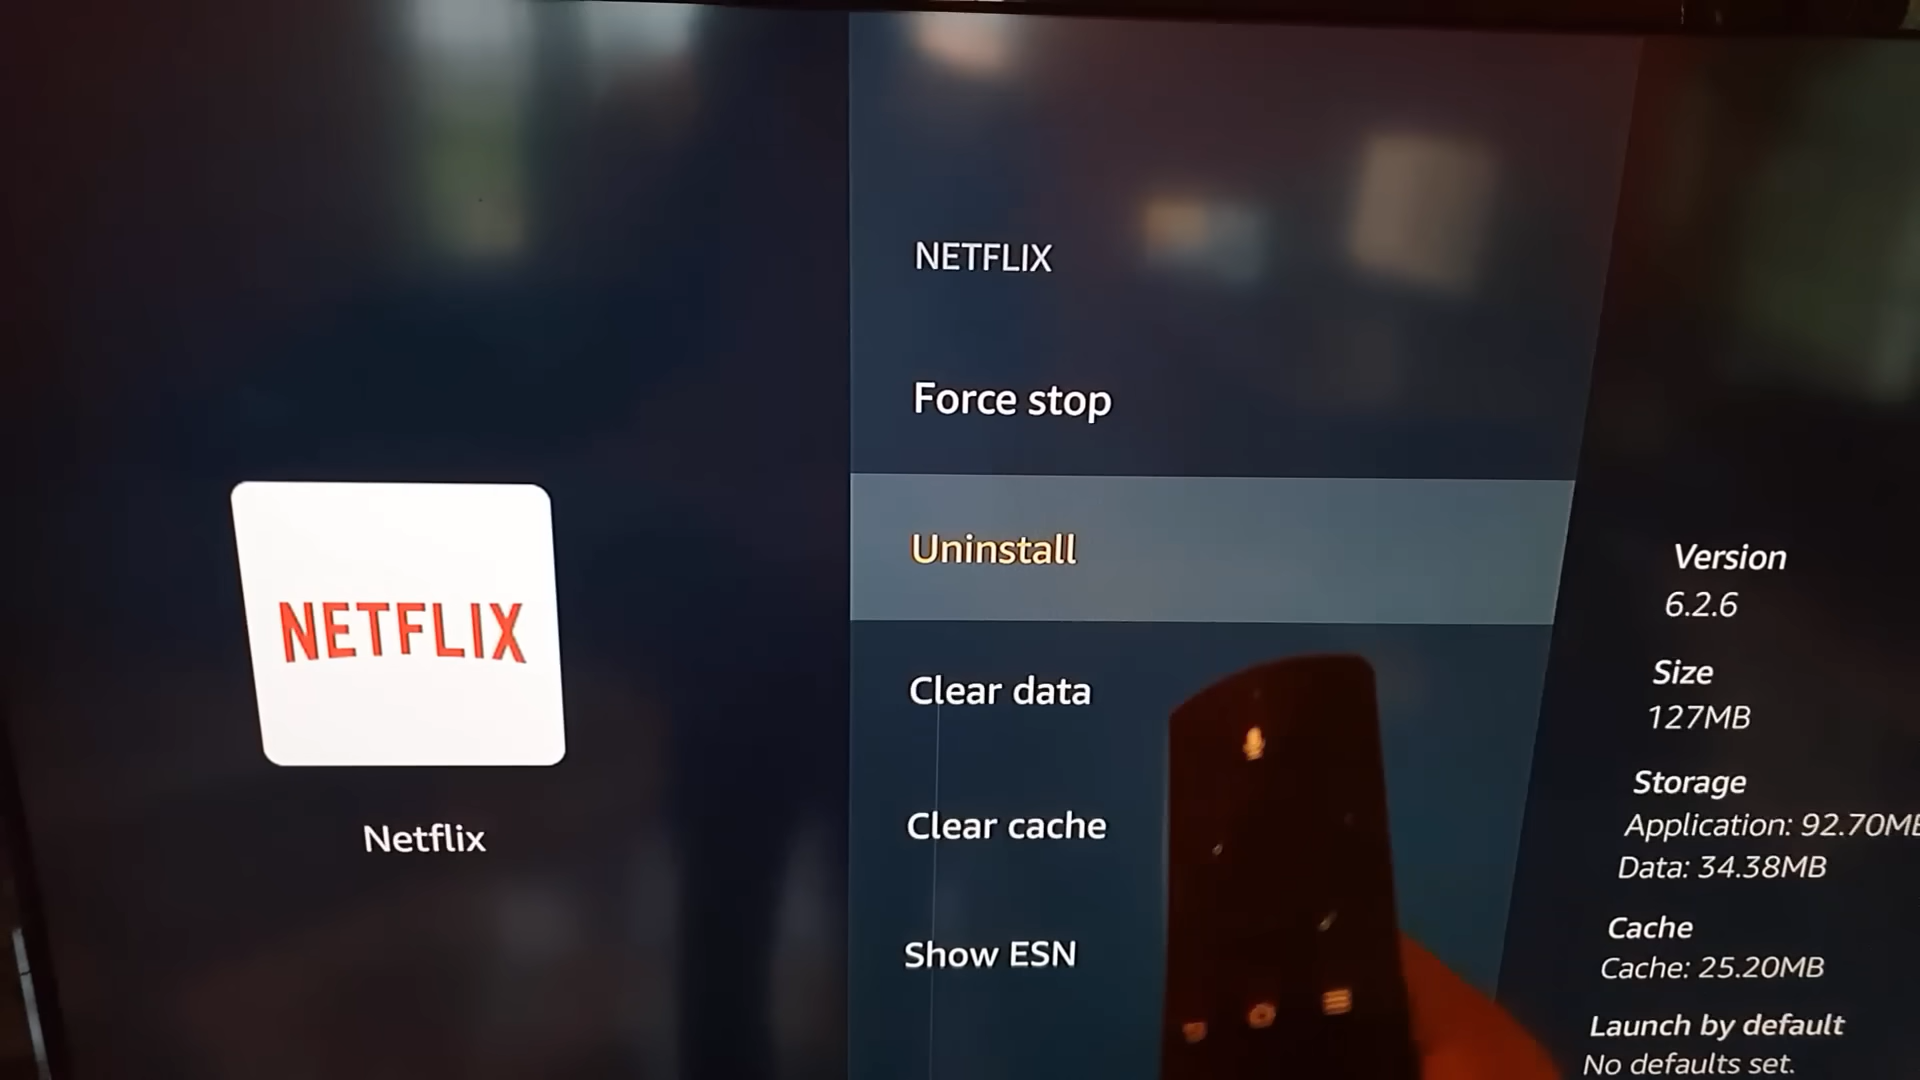 NETFLIX
Netflix
NETFLIX
Force stop
Uninstall
Clear data
Clear cache
Show ESN
Version
6.2.6
Size
127MB
Storage
Application: 92.70MB
Data: 34.38MB
Cache
Cache: 25.20MB
Launch by default
No defaults set.